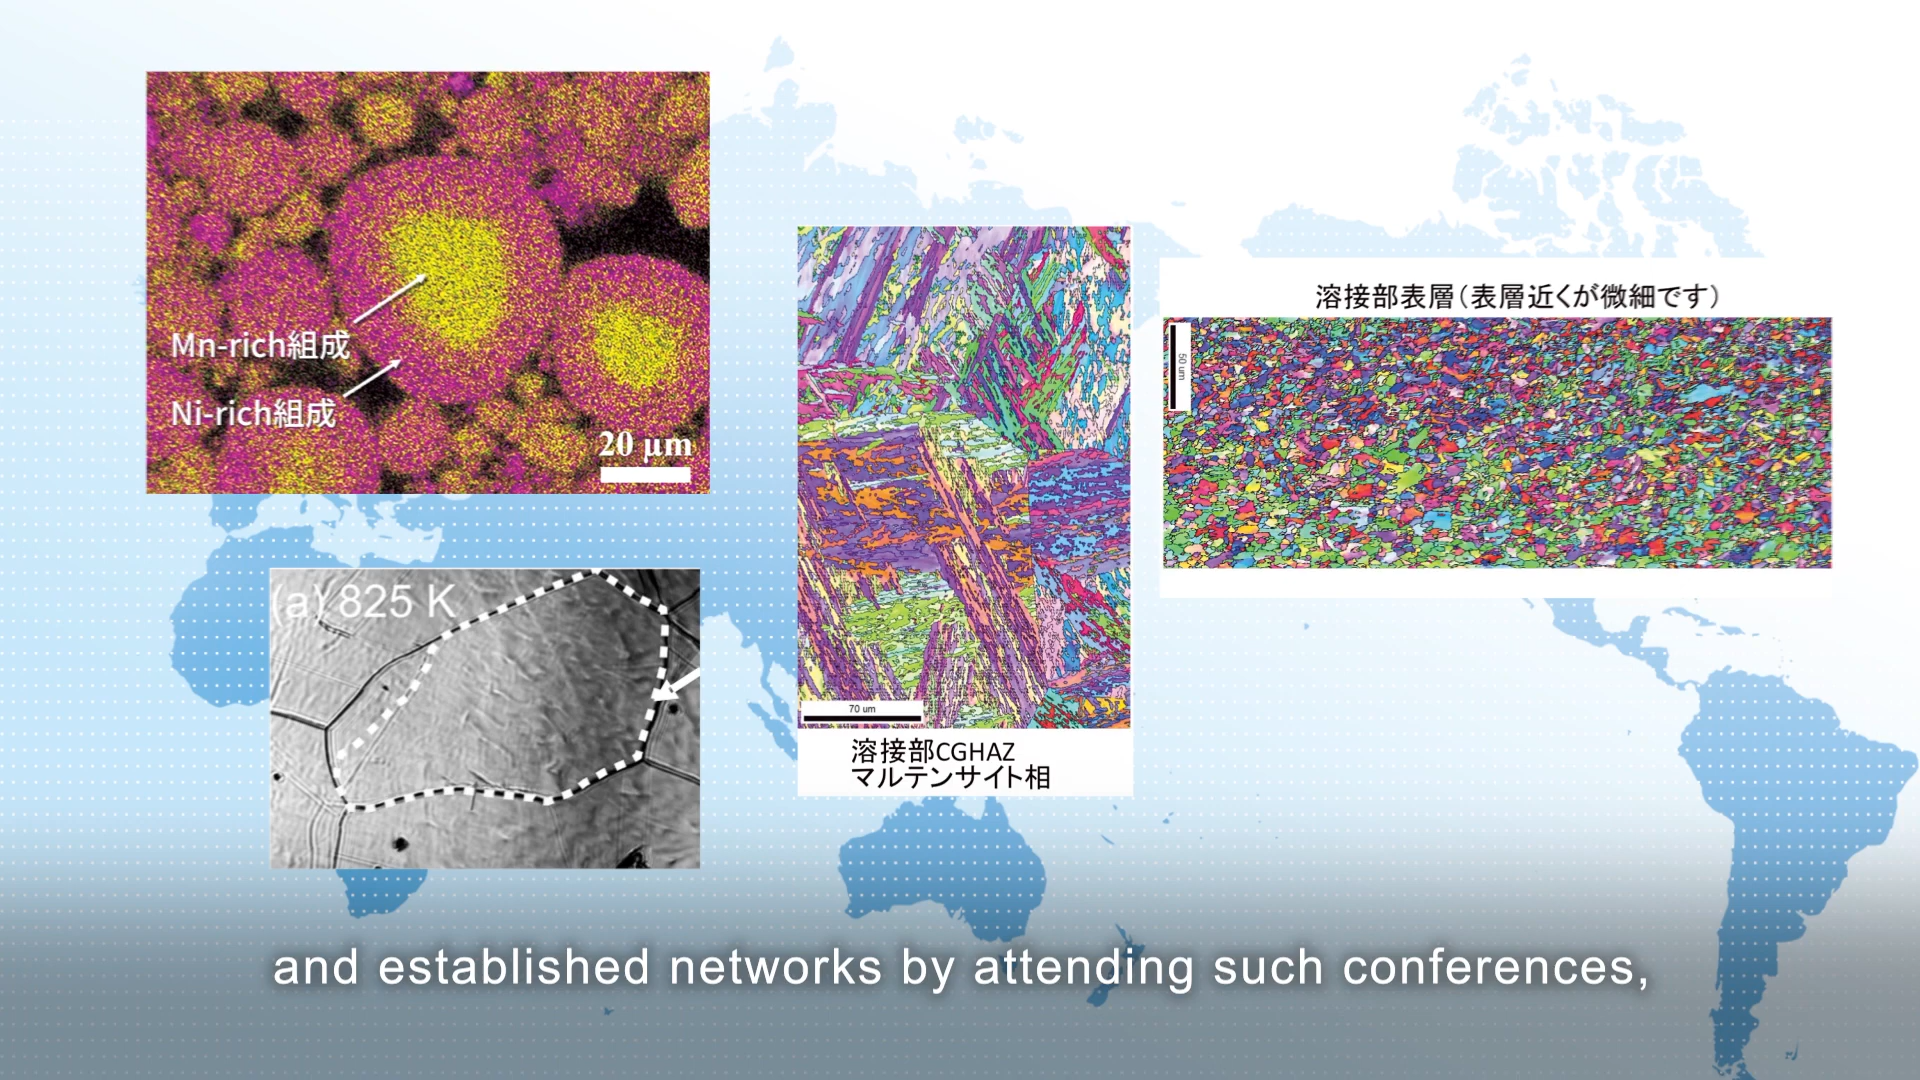 Mn-rich組成
Ni-rich組成
20 µm
(a) 825 K
70 um
溶接部CGHAZ
マルテンサイト相
溶接部表層(表層近くが微細です)
50 um
and established networks by attending such conferences,